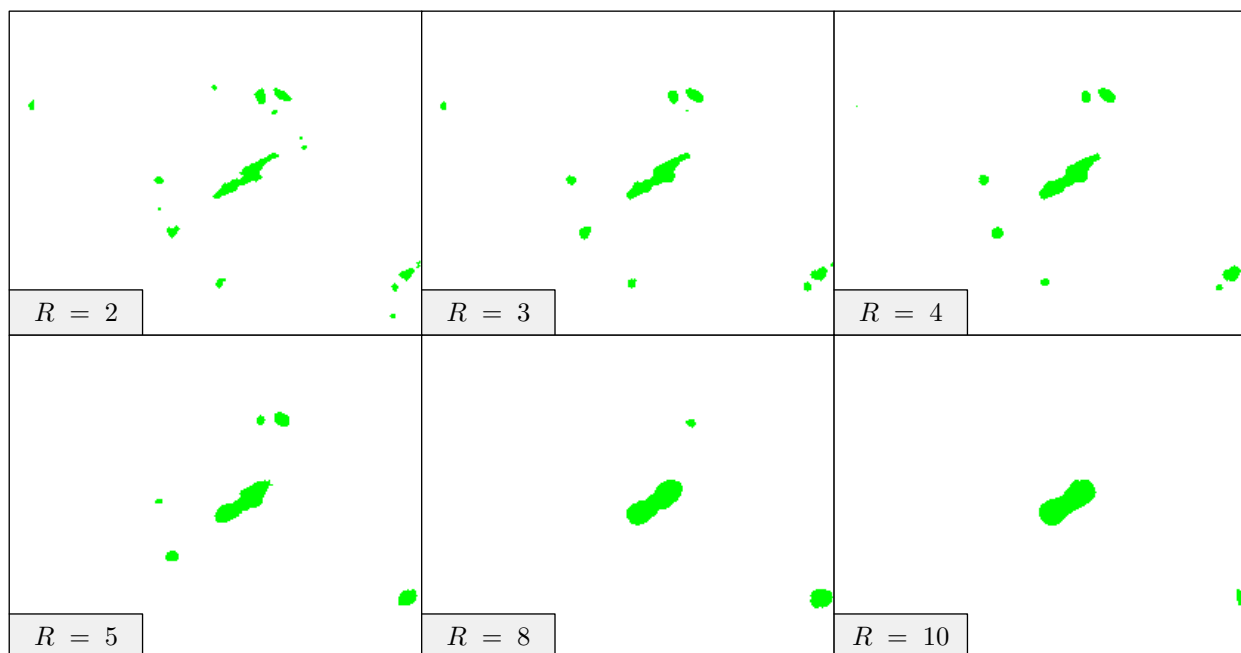 R = 2
R = 3
R = 4
R = 5
R = 8
R = 10